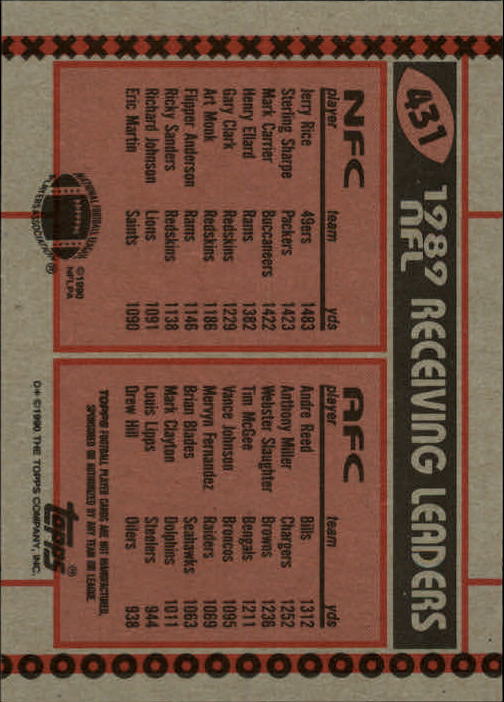 431
1989 NFL RECEIVING LEADERS
NFC
player team yds
Jerry Rice 49ers 1483
Sterling Sharpe Packers 1423
Mark Carrier Buccaneers 1422
Henry Ellard Rams 1382
Gary Clark Redskins 1229
Art Monk Redskins 1186
Flipper Anderson Rams 1146
Ricky Sanders Redskins 1138
Richard Johnson Lions 1091
Eric Martin Saints 1090
NATIONAL FOOTBALL LEAGUE
PLAYERS ASSOCIATION ®
©1990
NFLPA
AFC
player team yds
Andre Reed Bills 1312
Anthony Miller Chargers 1252
Webster Slaughter Browns 1236
Tim McGee Bengals 1211
Vance Johnson Broncos 1095
Mervyn Fernandez Raiders 1069
Brian Blades Seahawks 1063
Mark Clayton Dolphins 1011
Louis Lipps Steelers 944
Drew Hill Oilers 938
TOPPS FOOTBALL PLAYER CARDS ARE NOT MANUFACTURED,
SPONSORED OR AUTHORIZED BY ANY TEAM OR LEAGUE.
topps®
D* ©1990 THE TOPPS COMPANY, INC.